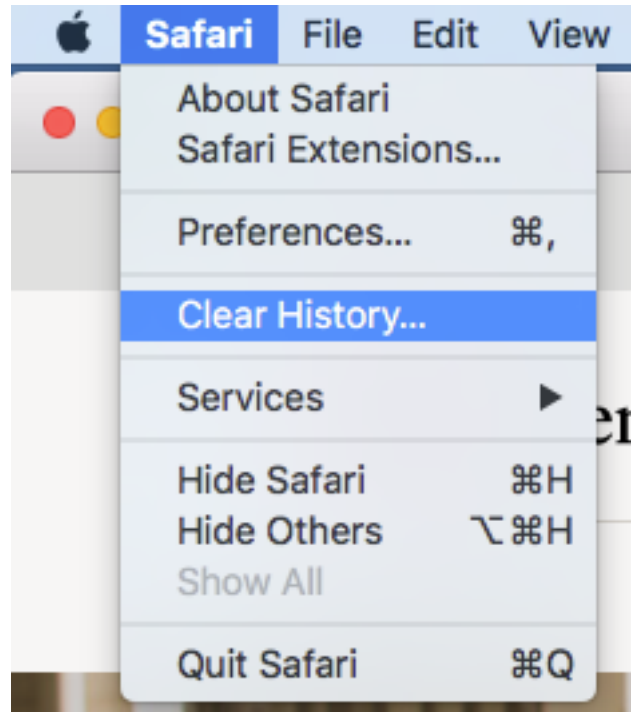 Safari File Edit View
About Safari
Safari Extensions...
Preferences... ⌘,
Clear History...
Services
Hide Safari ⌘H
Hide Others ⌥⌘H
Show All
Quit Safari ⌘Q